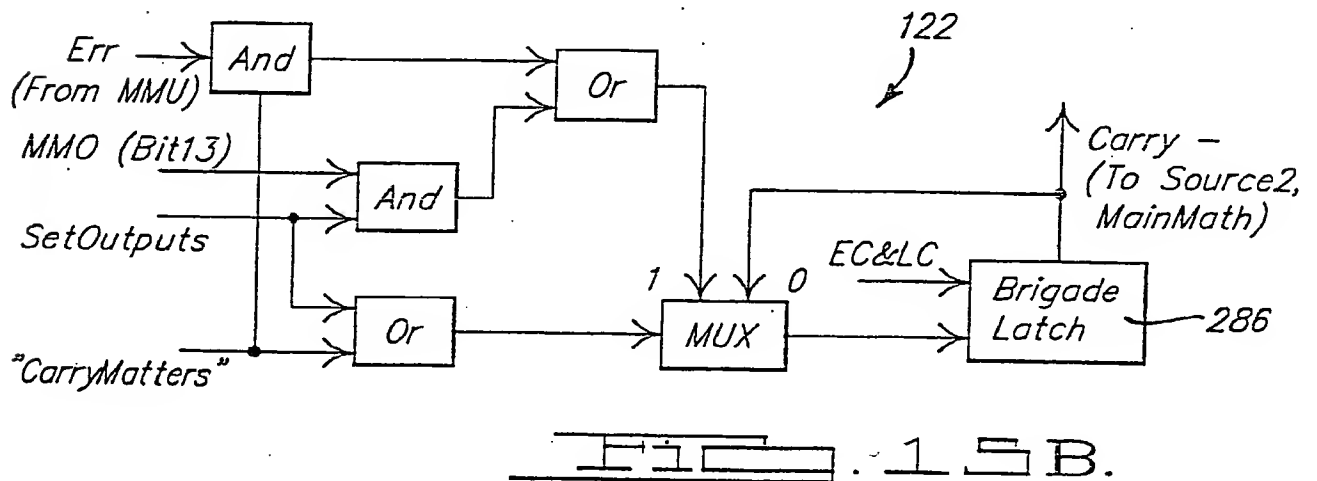 122
Err
(From MMU)
And
Or
MMO (Bit13)
And
SetOutputs
Carry -
(To Source2,
MainMath)
EC&LC
1
0
Or
MUX
Brigade
Latch
286
"CarryMatters"
FIG. 15B.